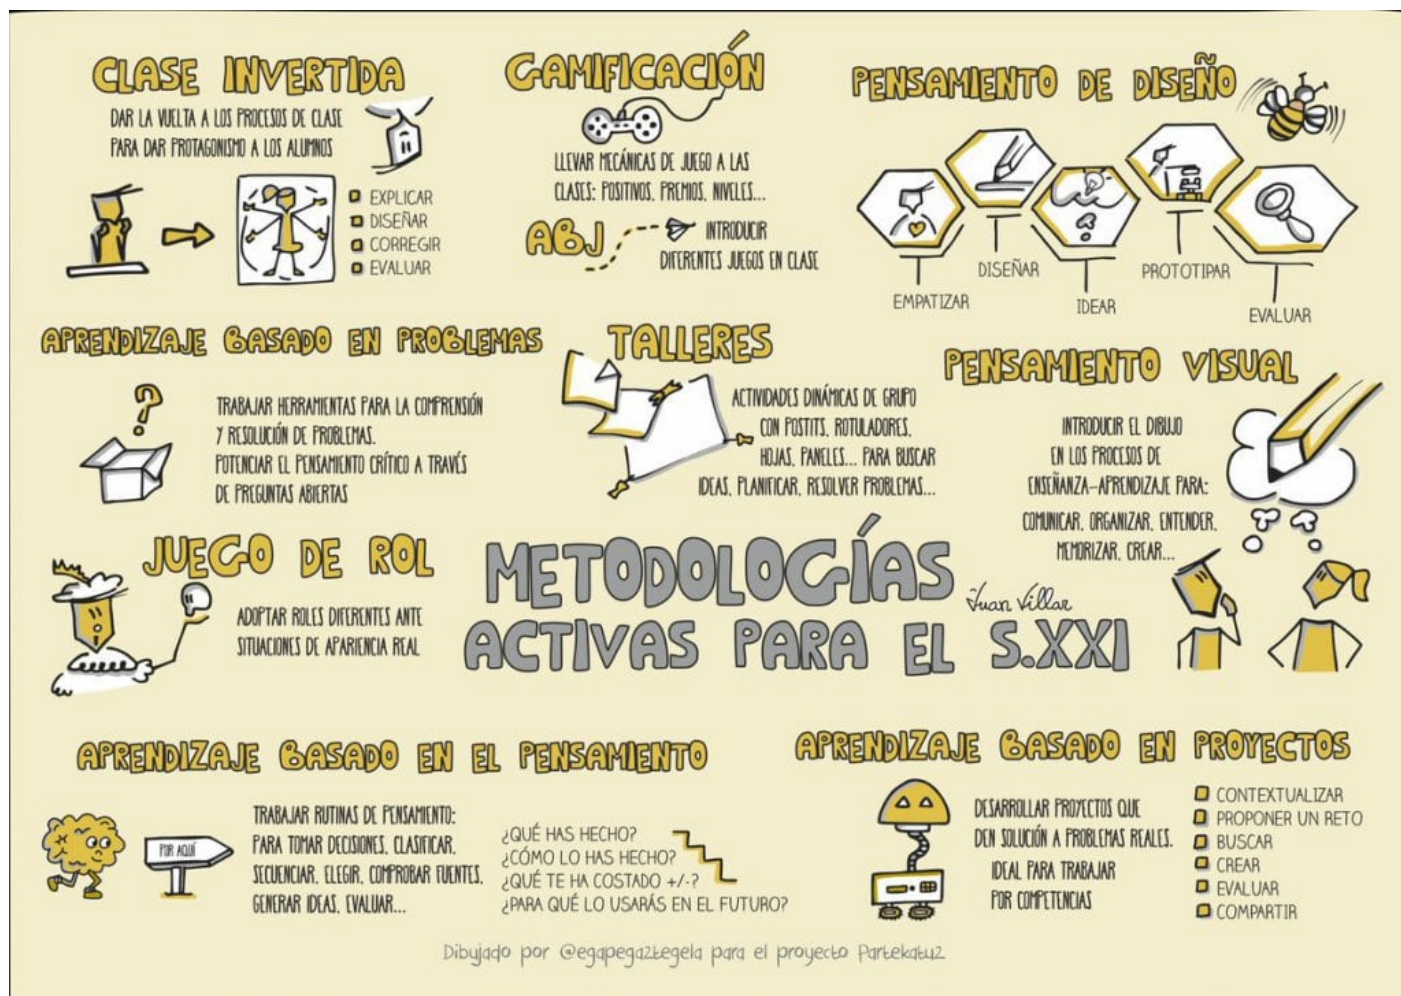 CLASE INVERTIDA
DAR LA VUELTA A LOS PROCESOS DE CLASE
PARA DAR PROTAGONISMO A LOS ALUMNOS
EXPLICAR
DISEÑAR
CORREGIR
EVALUAR
GAMIFICACIÓN
LLEVAR MECÁNICAS DE JUEGO A LAS
CLASES: POSITIVOS, PREMIOS, NIVELES...
ABJ
INTRODUCIR
DIFERENTES JUEGOS EN CLASE
PENSAMIENTO DE DISEÑO
EMPATIZAR
DISEÑAR
IDEAR
PROTOTIPAR
EVALUAR
APRENDIZAJE BASADO EN PROBLEMAS
TRABAJAR HERRAMIENTAS PARA LA COMPRENSIÓN
Y RESOLUCIÓN DE PROBLEMAS.
POTENCIAR EL PENSAMIENTO CRÍTICO A TRAVÉS
DE PREGUNTAS ABIERTAS
TALLERES
ACTIVIDADES DINÁMICAS DE GRUPO
CON POSTITS, ROTULADORES,
HOJAS, PANELES... PARA BUSCAR
IDEAS, PLANIFICAR, RESOLVER PROBLEMAS...
PENSAMIENTO VISUAL
INTRODUCIR EL DIBUJO
EN LOS PROCESOS DE
ENSEÑANZA-APRENDIZAJE PARA:
COMUNICAR, ORGANIZAR, ENTENDER,
MEMORIZAR, CREAR...
JUEGO DE ROL
ADOPTAR ROLES DIFERENTES ANTE
SITUACIONES DE APARIENCIA REAL
METODOLOGÍAS
ACTIVAS PARA EL S.XXI
Juan Villar
APRENDIZAJE BASADO EN EL PENSAMIENTO
POR AQUÍ
TRABAJAR RUTINAS DE PENSAMIENTO:
PARA TOMAR DECISIONES, CLASIFICAR,
SECUENCIAR, ELEGIR, COMPROBAR FUENTES,
GENERAR IDEAS, EVALUAR...
¿QUÉ HAS HECHO?
¿CÓMO LO HAS HECHO?
¿QUÉ TE HA COSTADO +/-?
¿PARA QUÉ LO USARÁS EN EL FUTURO?
APRENDIZAJE BASADO EN PROYECTOS
DESARROLLAR PROYECTOS QUE
DEN SOLUCIÓN A PROBLEMAS REALES.
IDEAL PARA TRABAJAR
POR COMPETENCIAS
CONTEXTUALIZAR
PROPONER UN RETO
BUSCAR
CREAR
EVALUAR
COMPARTIR
Dibujado por @egapega2tegela para el proyecto Partekatuz